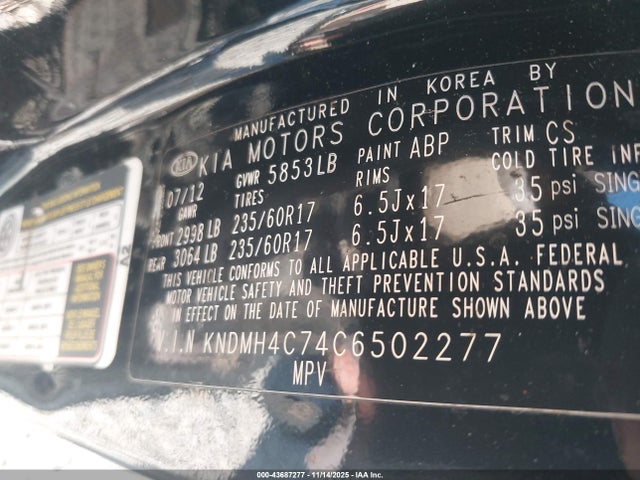 MANUFACTURED IN KOREA BY
KIA KIA MOTORS CORPORATION
07/12 GVWR 5853LB PAINT ABP TRIM CS
GAWR TIRES RIMS COLD TIRE INF
FRONT 2998 LB 235/60R17 6.5Jx17 35 psi SING
REAR 3064 LB 235/60R17 6.5Jx17 35 psi SING
THIS VEHICLE CONFORMS TO ALL APPLICABLE U.S.A. FEDERAL
MOTOR VEHICLE SAFETY AND THEFT PREVENTION STANDARDS
IN EFFECT ON THE DATE OF MANUFACTURE SHOWN ABOVE
V.I.N KNDMH4C74C6502277
MPV
000-43687277 - 11/14/2025 - IAA Inc.